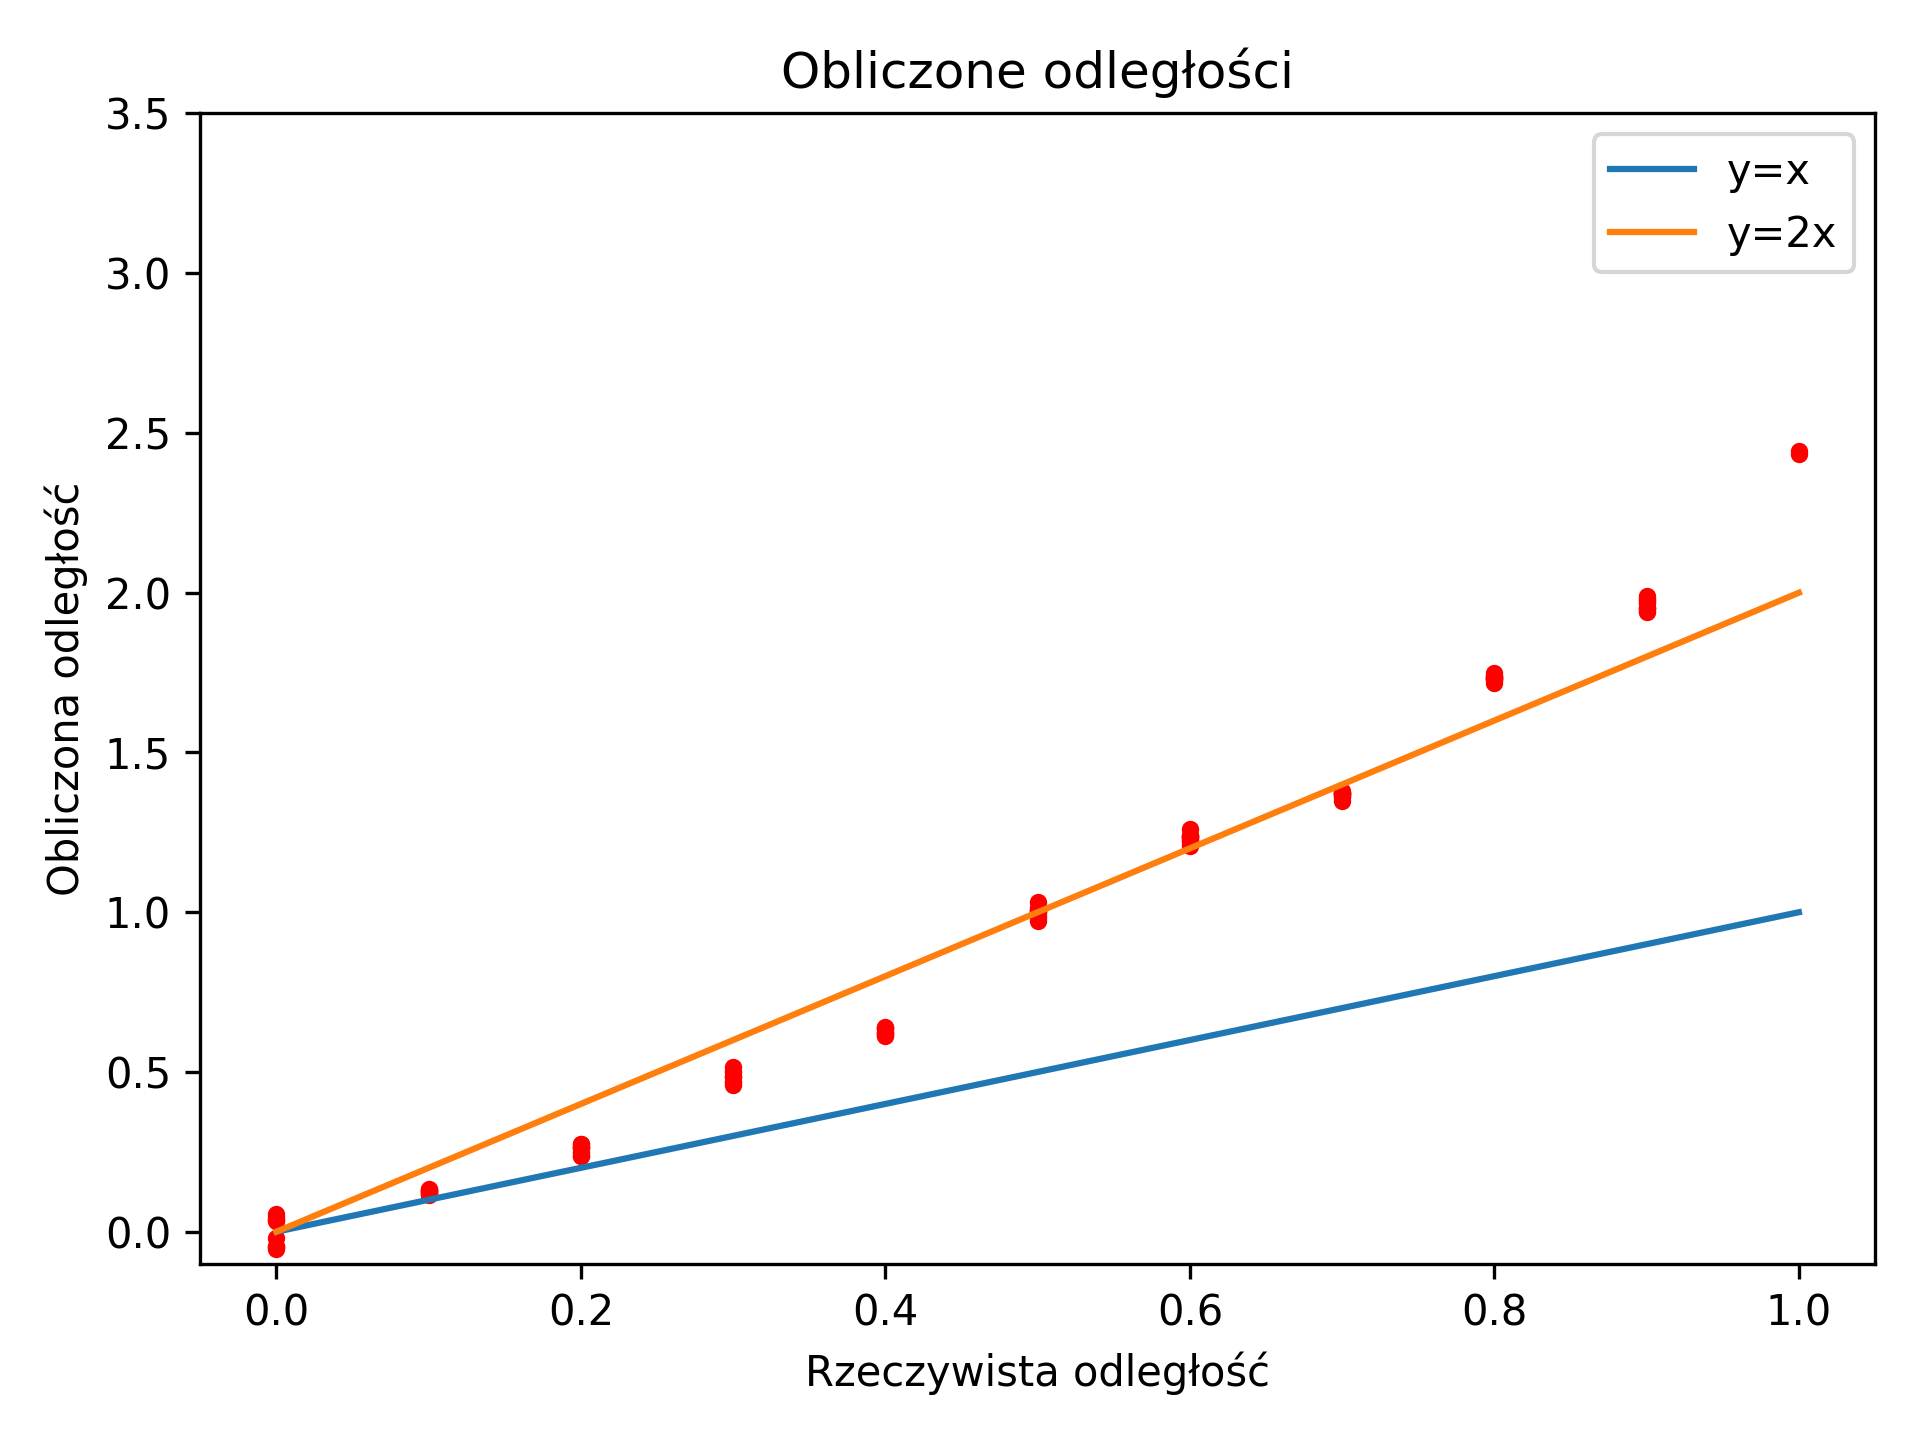 Obliczone odległości
3.5
3.0
2.5
2.0
1.5
1.0
0.5
0.0
Obliczona odległość
y=x
y=2x
0.0 0.2 0.4 0.6 0.8 1.0
Rzeczywista odległość